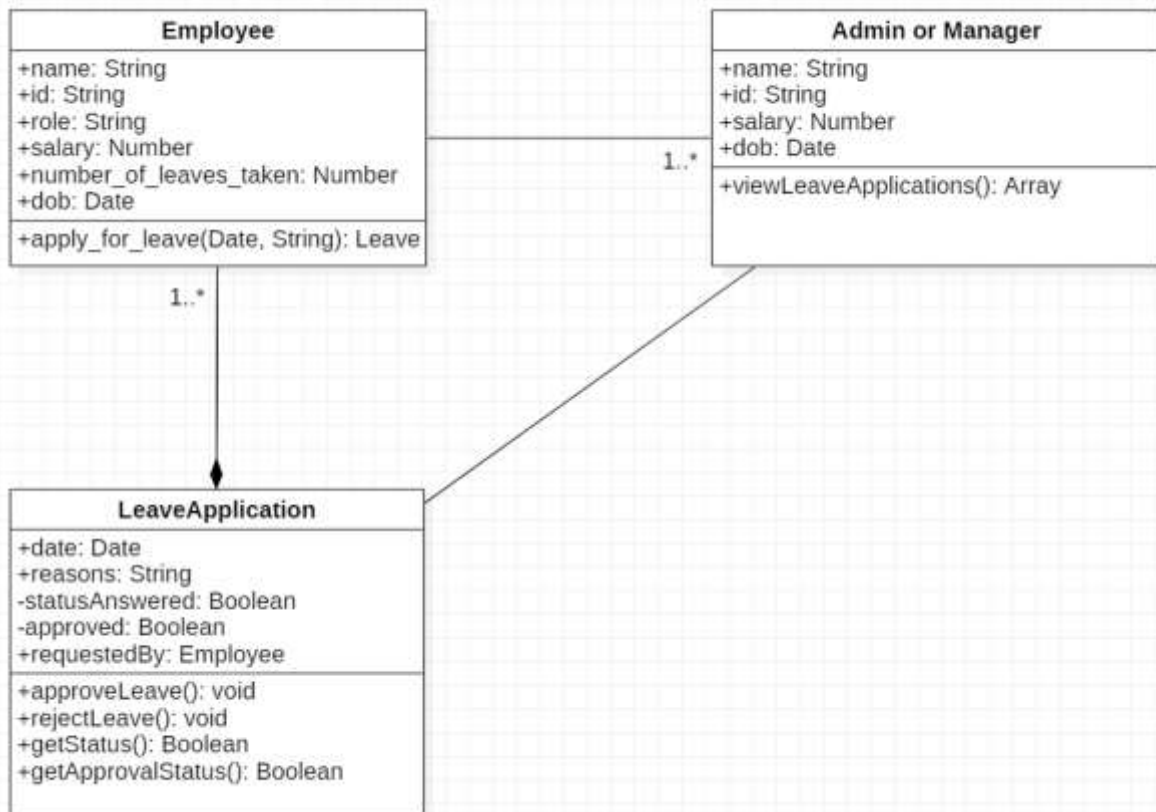 Employee
+name: String
+id: String
+role: String
+salary: Number
+number_of_leaves_taken: Number
+dob: Date
+apply_for_leave(Date, String): Leave
1..*
Admin or Manager
+name: String
+id: String
+salary: Number
+dob: Date
+viewLeaveApplications(): Array
1..*
LeaveApplication
+date: Date
+reasons: String
-statusAnswered: Boolean
-approved: Boolean
+requestedBy: Employee
+approveLeave(): void
+rejectLeave(): void
+getStatus(): Boolean
+getApprovalStatus(): Boolean